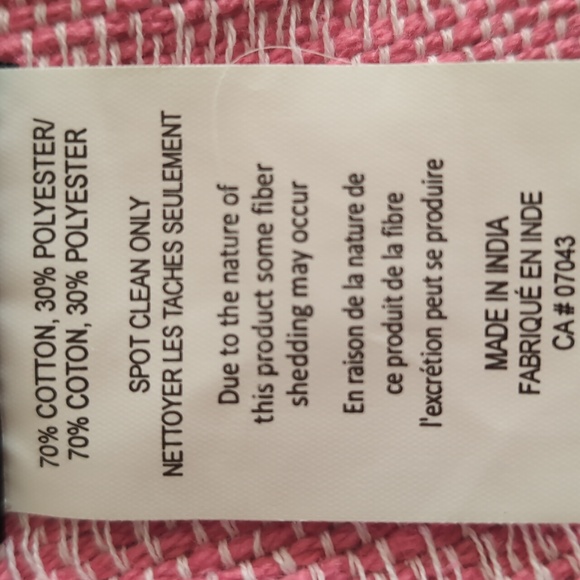 70% COTTON, 30% POLYESTER/
70% COTON, 30% POLYESTER
SPOT CLEAN ONLY
NETTOYER LES TACHES SEULEMENT
Due to the nature of
this product some fiber
shedding may occur
En raison de la nature de
ce produit de la fibre
l'excrétion peut se produire
MADE IN INDIA
FABRIQUÉ EN INDE
CA # 07043